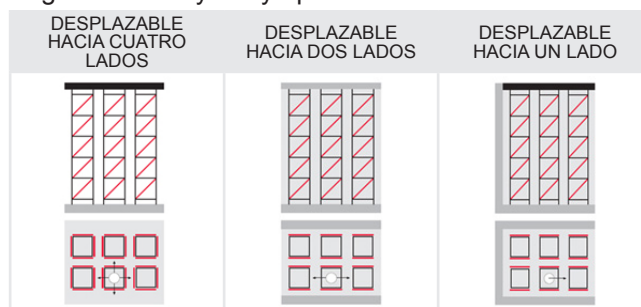 DESPLAZABLE
HACIA CUATRO
LADOS
DESPLAZABLE
HACIA DOS LADOS
DESPLAZABLE
HACIA UN LADO